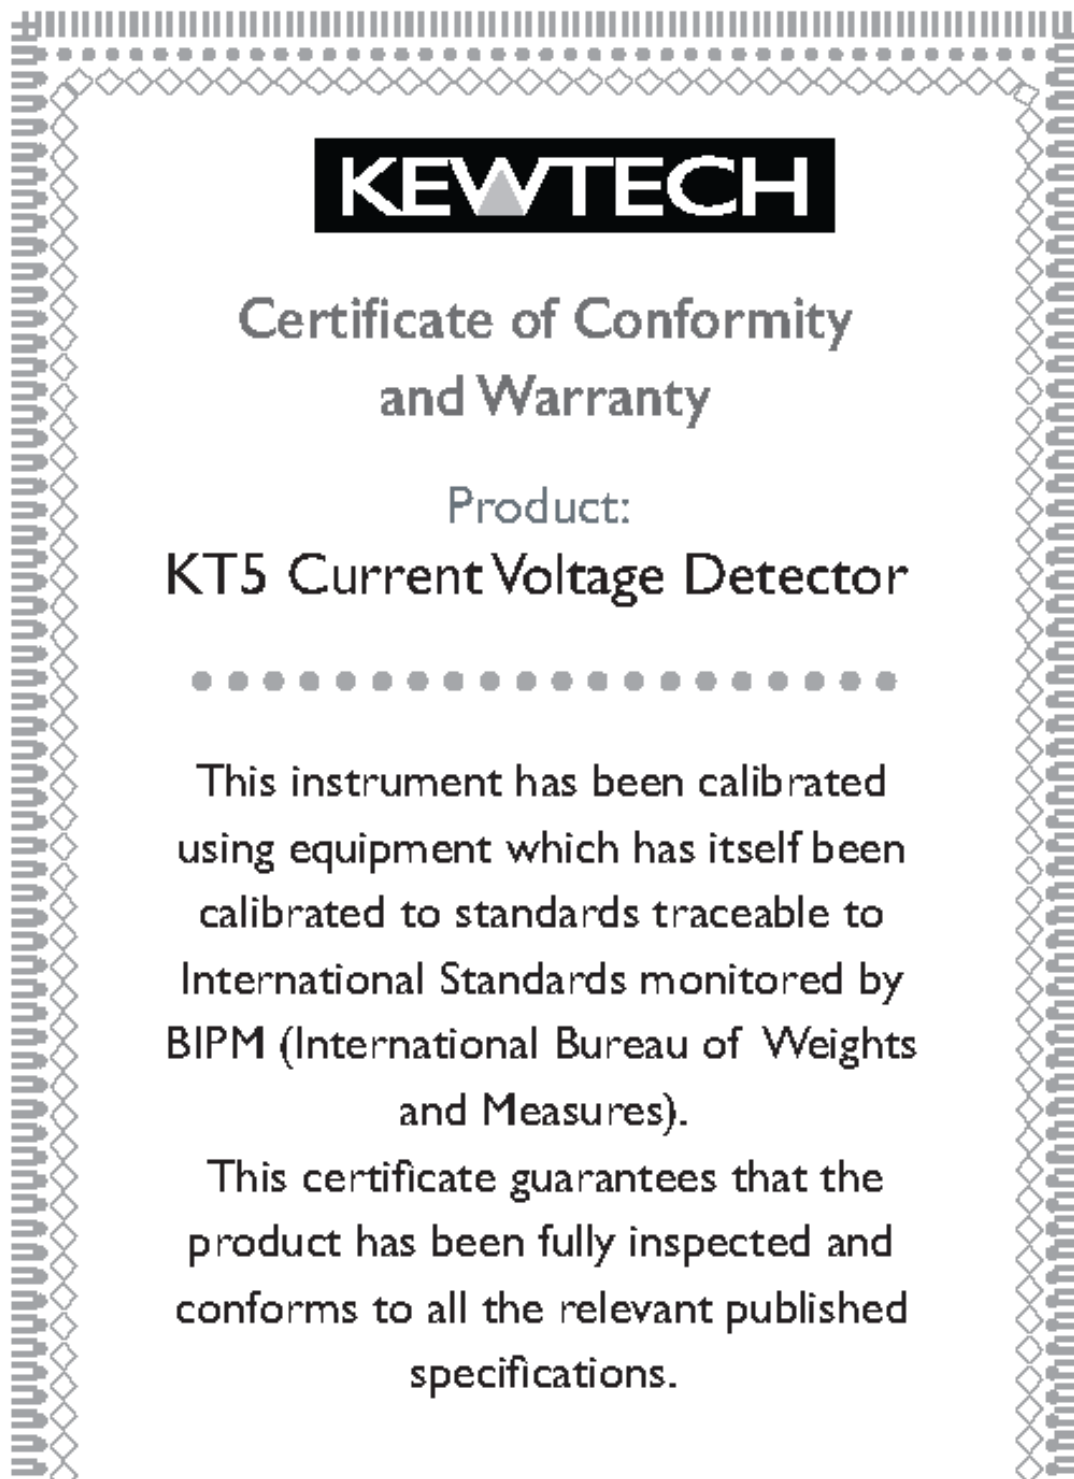 KEWTECH
Certificate of Conformity
and Warranty
Product:
KT5 Current Voltage Detector
This instrument has been calibrated
using equipment which has itself been
calibrated to standards traceable to
International Standards monitored by
BIPM (International Bureau of Weights
and Measures).
This certificate guarantees that the
product has been fully inspected and
conforms to all the relevant published
specifications.